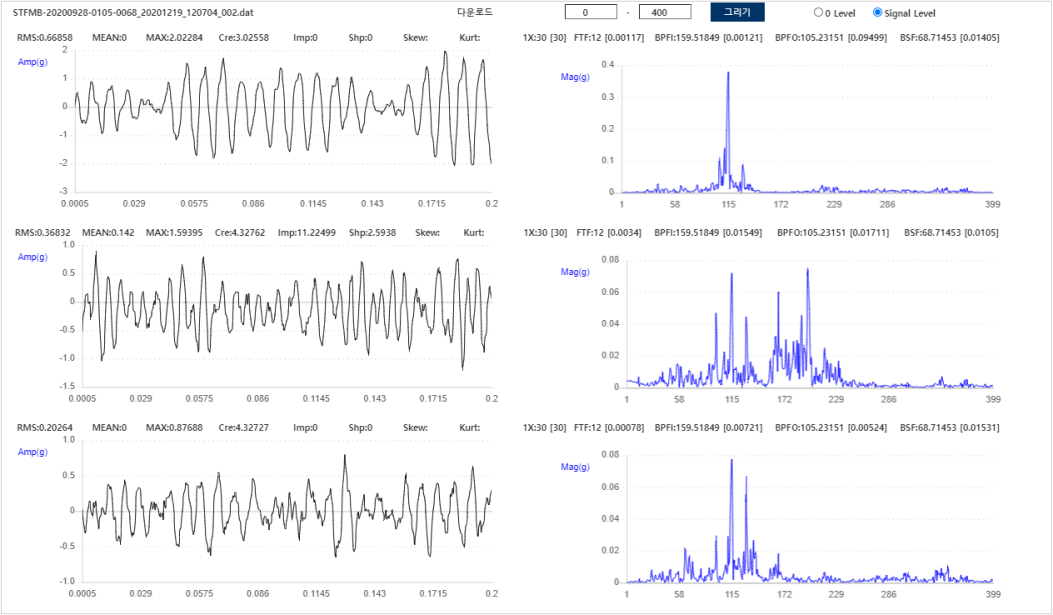 STFMB-20200928-0105-0068_20201219_120704_002.dat 다운로드 0 - 400 그리기 0 Level Signal Level
RMS:0.66858 MEAN:0 MAX:2.02284 Cre:3.02558 Imp:0 Shp:0 Skew: Kurt:
Amp(g)
2
1
0
-1
-2
-3
0.0005 0.029 0.0575 0.086 0.1145 0.143 0.1715 0.2
1X:30 [30] FTF:12 [0.00117] BPFI:159.51849 [0.00121] BPFO:105.23151 [0.09499] BSF:68.71453 [0.01405]
Mag(g)
0.4
0.3
0.2
0.1
0
1 58 115 172 229 286 399
RMS:0.36832 MEAN:0.142 MAX:1.59395 Cre:4.32762 Imp:11.22499 Shp:2.5938 Skew: Kurt:
Amp(g)
1.0
0.5
0
-0.5
-1.0
-1.5
0.0005 0.029 0.0575 0.086 0.1145 0.143 0.1715 0.2
1X:30 [30] FTF:12 [0.0034] BPFI:159.51849 [0.01549] BPFO:105.23151 [0.01711] BSF:68.71453 [0.0105]
Mag(g)
0.08
0.06
0.04
0.02
0
1 58 115 172 229 286 399
RMS:0.20264 MEAN:0 MAX:0.87688 Cre:4.32727 Imp:0 Shp:0 Skew: Kurt:
Amp(g)
1.0
0.5
0
-0.5
-1.0
0.0005 0.029 0.0575 0.086 0.1145 0.143 0.1715 0.2
1X:30 [30] FTF:12 [0.00078] BPFI:159.51849 [0.00721] BPFO:105.23151 [0.00524] BSF:68.71453 [0.01531]
Mag(g)
0.08
0.06
0.04
0.02
0
1 58 115 172 229 286 399